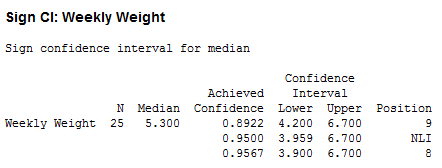 Sign CI: Weekly Weight
Sign confidence interval for median
Confidence
Achieved Interval
N Median Confidence Lower Upper Position
Weekly Weight 25 5.300 0.8922 4.200 6.700 9
0.9500 3.959 6.700 NLI
0.9567 3.900 6.700 8